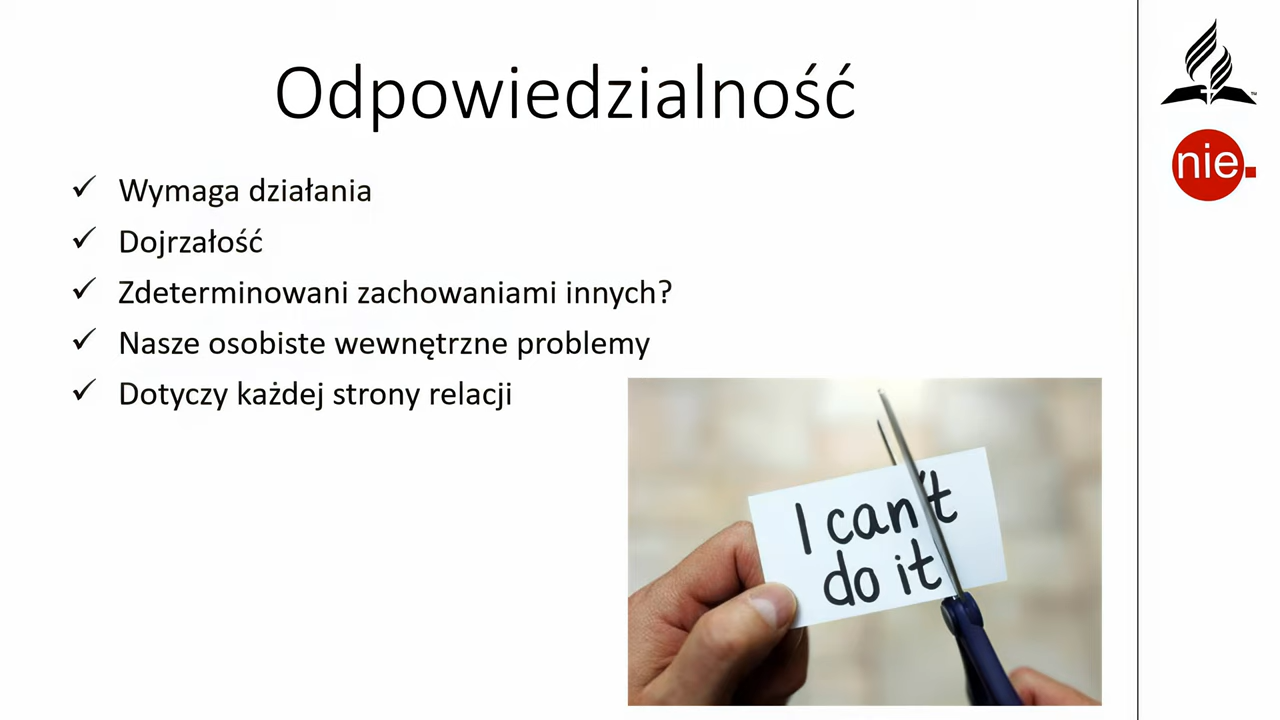 Odpowiedzialność
✓ Wymaga działania
✓ Dojrzałość
✓ Zdeterminowani zachowaniami innych?
✓ Nasze osobiste wewnętrzne problemy
✓ Dotyczy każdej strony relacji
I can't
do it
™
nie.